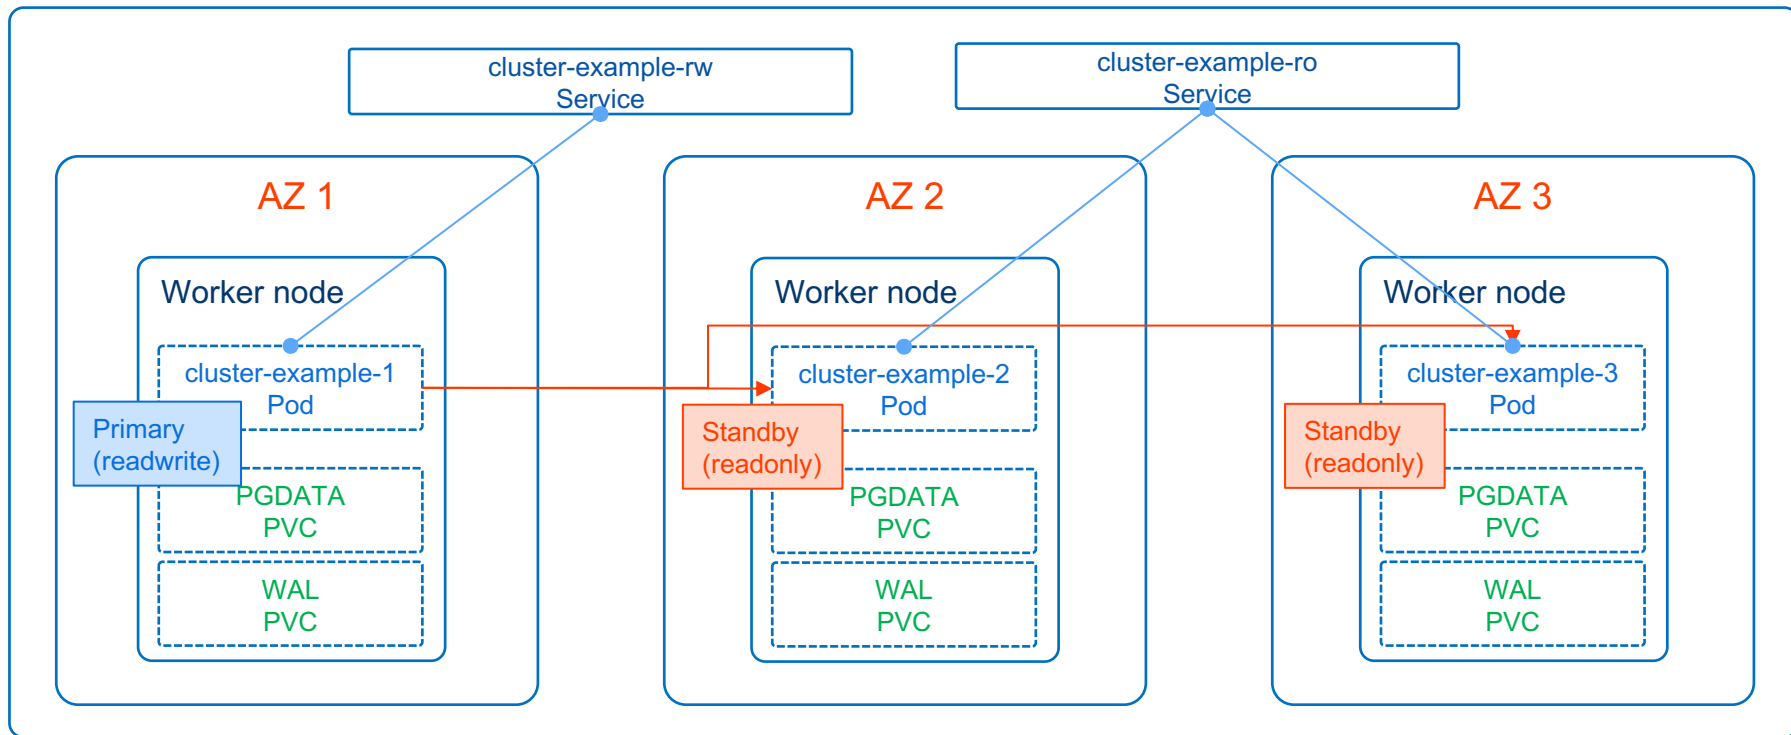 cluster-example-rw
Service
cluster-example-ro
Service
AZ 1
Worker node
cluster-example-1
Pod
Primary
(readwrite)
PGDATA
PVC
WAL
PVC
AZ 2
Worker node
cluster-example-2
Pod
Standby
(readonly)
PGDATA
PVC
WAL
PVC
AZ 3
Worker node
cluster-example-3
Pod
Standby
(readonly)
PGDATA
PVC
WAL
PVC